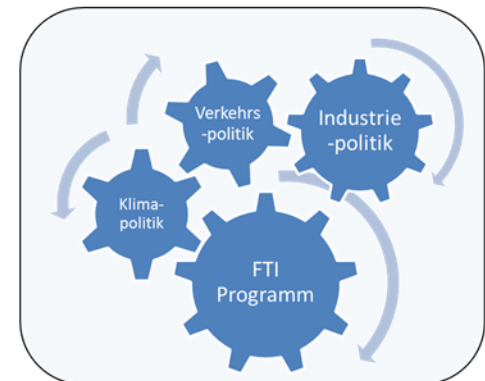 Verkehrs
-politik
Industrie
-politik
Klima-
politik
FTI
Programm